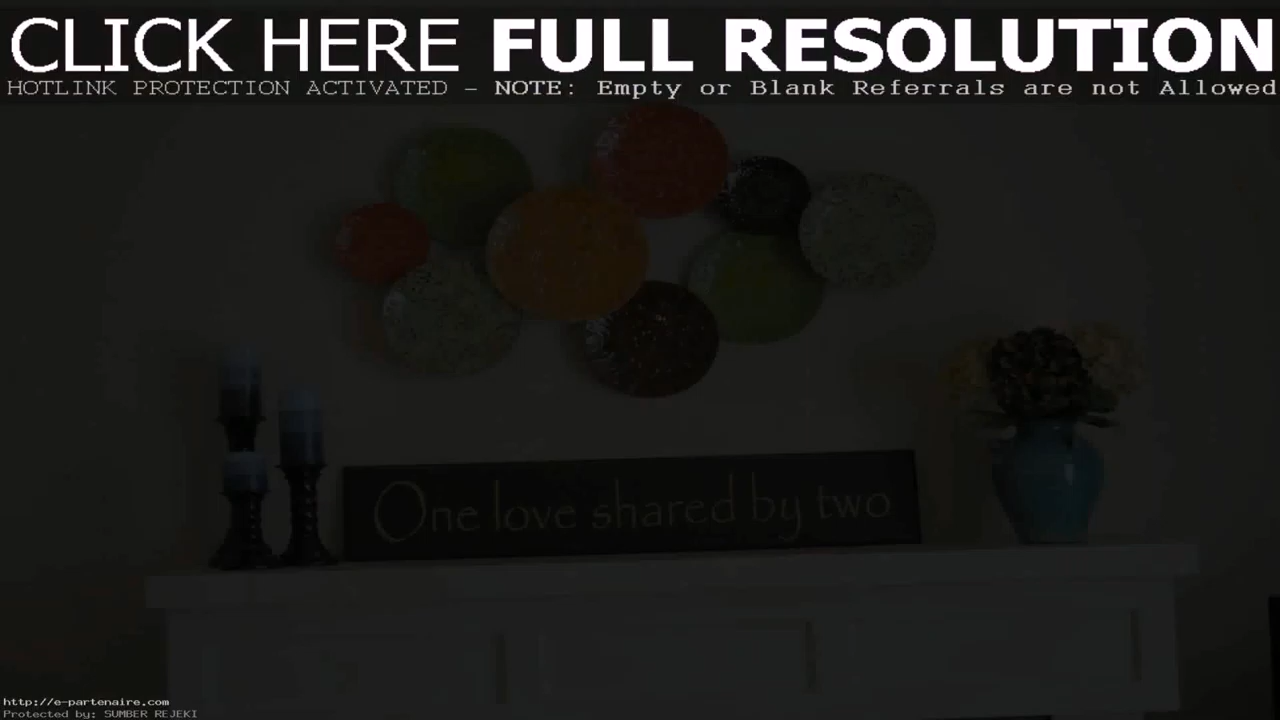 CLICK HERE FULL RESOLUTION
HOTLINK PROTECTION ACTIVATED - NOTE: Empty or Blank Referrals are not Allowed
One love shared by two
http://e-partenaire.com
Protected by: SUMBER REJEKI